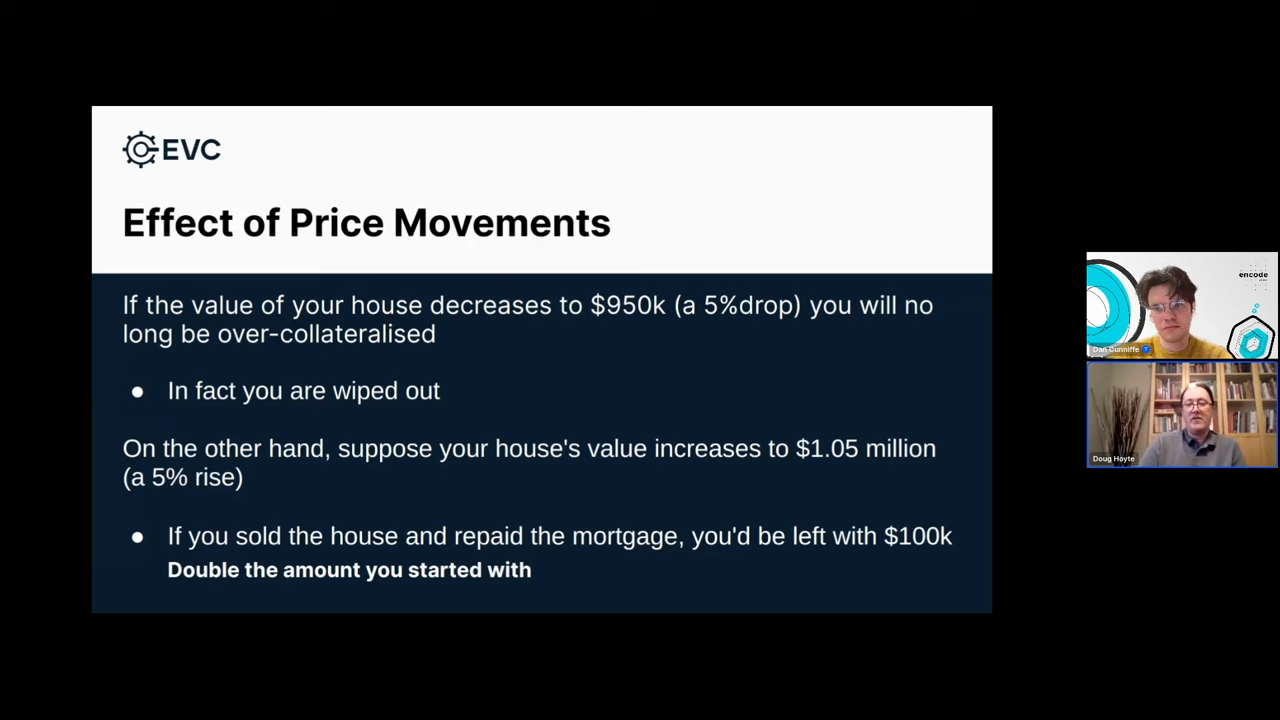 EVC
Effect of Price Movements
If the value of your house decreases to $950k (a 5%drop) you will no
long be over-collateralised
● In fact you are wiped out
On the other hand, suppose your house's value increases to $1.05 million
(a 5% rise)
● If you sold the house and repaid the mortgage, you'd be left with $100k
Double the amount you started with
encode
Dan Cunniffe
Doug Hoyte